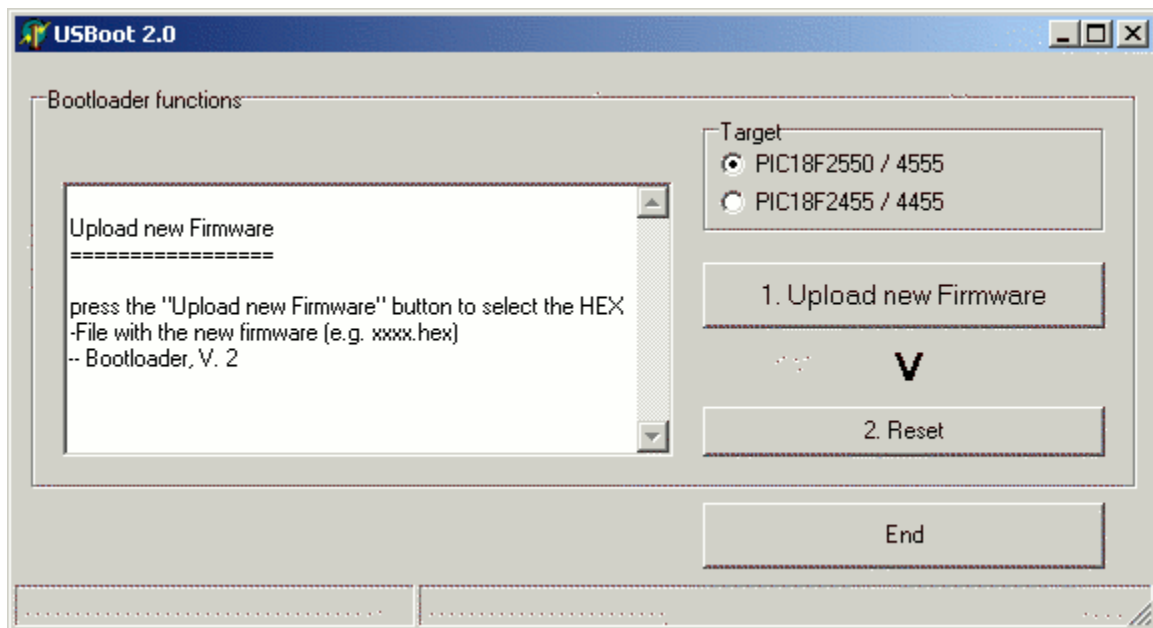 USBoot 2.0
Bootloader functions
Upload new Firmware
=================
press the "Upload new Firmware" button to select the HEX
-File with the new firmware (e.g. xxxx.hex)
-- Bootloader, V. 2
Target
PIC18F2550 / 4555
PIC18F2455 / 4455
1. Upload new Firmware
V
2. Reset
End